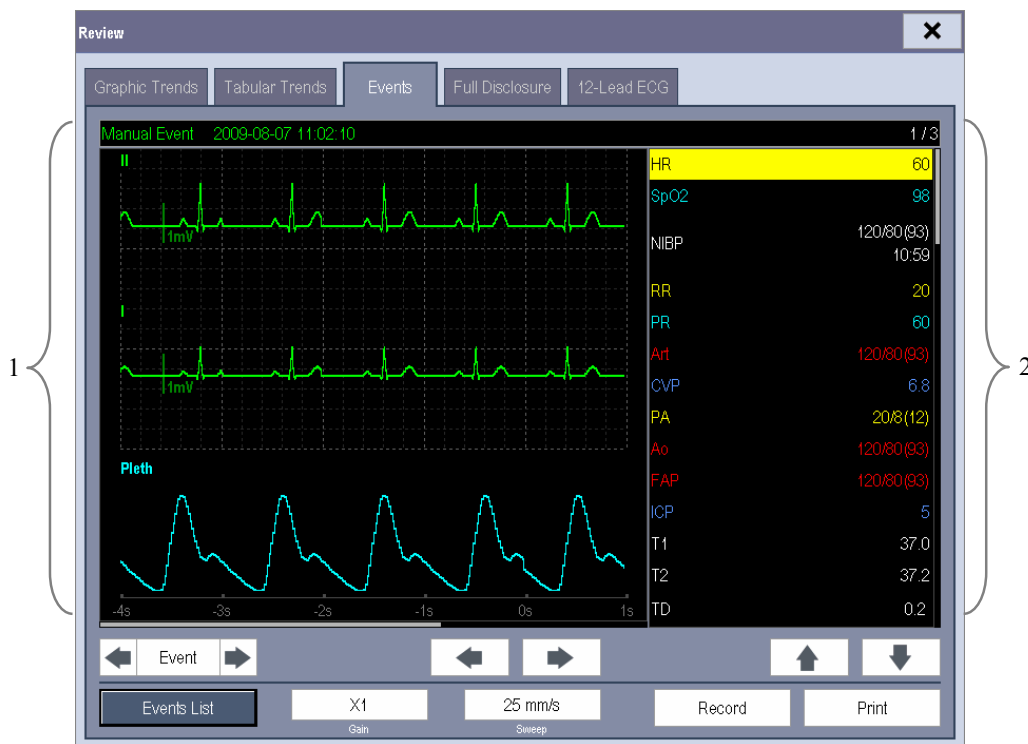 Review
Graphic Trends Tabular Trends Events Full Disclosure 12-Lead ECG
Manual Event 2009-08-07 11:02:10 1 / 3
II
1mV
I
1mV
Pleth
-4s -3s -2s -1s 0s 1s
HR 60
SpO2 98
NIBP 120/80(93)
10:59
RR 20
PR 60
Art 120/80(93)
CVP 6.8
PA 20/8(12)
Ao 120/80(93)
FAP 120/80(93)
ICP 5
T1 37.0
T2 37.2
TD 0.2
1
2
Event
Events List X1 25 mm/s Record Print
Gain Sweep